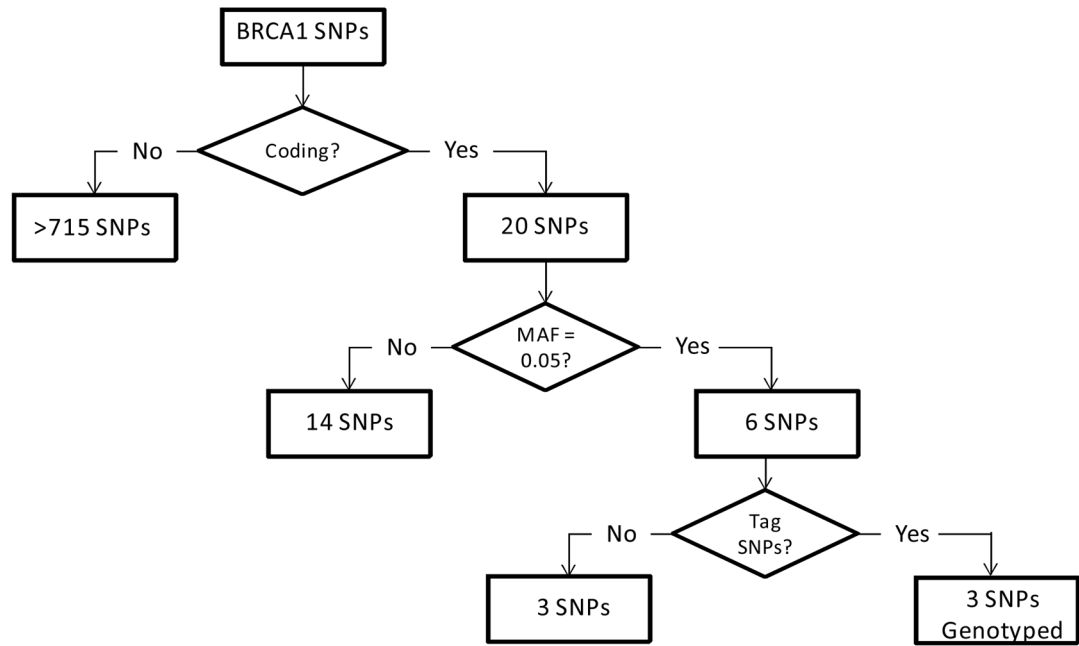 BRCA1 SNPs
Coding?
No
Yes
>715 SNPs
20 SNPs
MAF =
0.05?
No
Yes
14 SNPs
6 SNPs
Tag
SNPs?
No
Yes
3 SNPs
3 SNPs
Genotyped